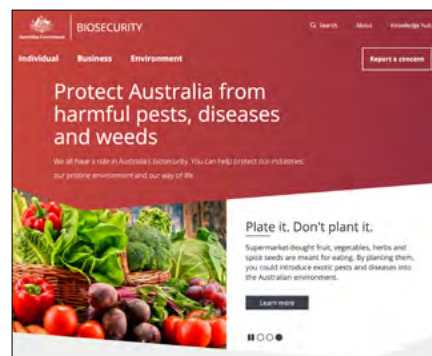 Australian Government
BIOSECURITY
Search About Knowledge hub
Individual Business Environment
Report a concern
Protect Australia from
harmful pests, diseases
and weeds
We all have a role in Australia's biosecurity. You can help protect our industries,
our pristine environment and our way of life.
Plate it. Don't plant it.
Supermarket-bought fruit, vegetables, herbs and
spice seeds are meant for eating. By planting them,
you could introduce exotic pests and diseases into
the Australian environment.
Learn more